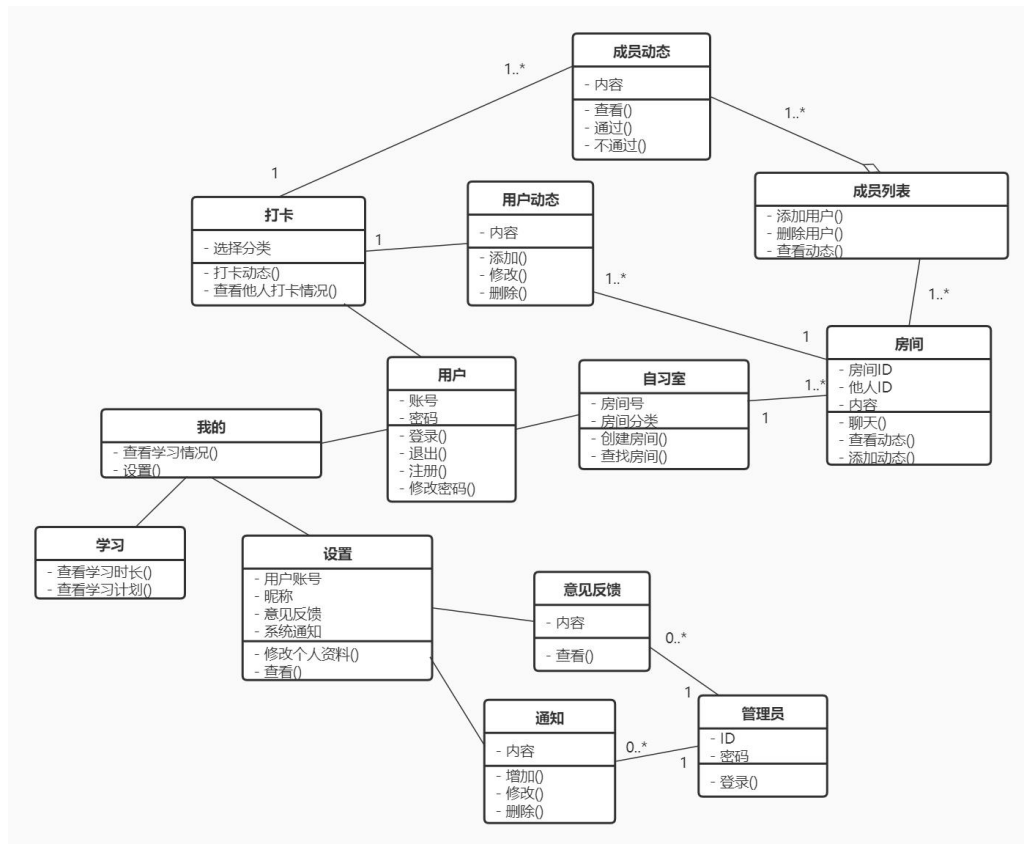 成员动态
- 内容
- 查看()
- 通过()
- 不通过()
1..*
1
1..*
成员列表
- 添加用户()
- 删除用户()
- 查看动态()
打卡
- 选择分类
- 打卡动态()
- 查看他人打卡情况()
1
用户动态
- 内容
- 添加()
- 修改()
- 删除()
1..*
1
1..*
房间
- 房间ID
- 他人ID
- 内容
- 聊天()
- 查看动态()
- 添加动态()
用户
- 账号
- 密码
- 登录()
- 退出()
- 注册()
- 修改密码()
自习室
- 房间号
- 房间分类
- 创建房间()
- 查找房间()
1..*
1
我的
- 查看学习情况()
- 设置()
学习
- 查看学习时长()
- 查看学习计划()
设置
- 用户账号
- 昵称
- 意见反馈
- 系统通知
- 修改个人资料()
- 查看()
意见反馈
- 内容
- 查看()
0..*
1
通知
- 内容
- 增加()
- 修改()
- 删除()
0..*
1
管理员
- ID
- 密码
- 登录()